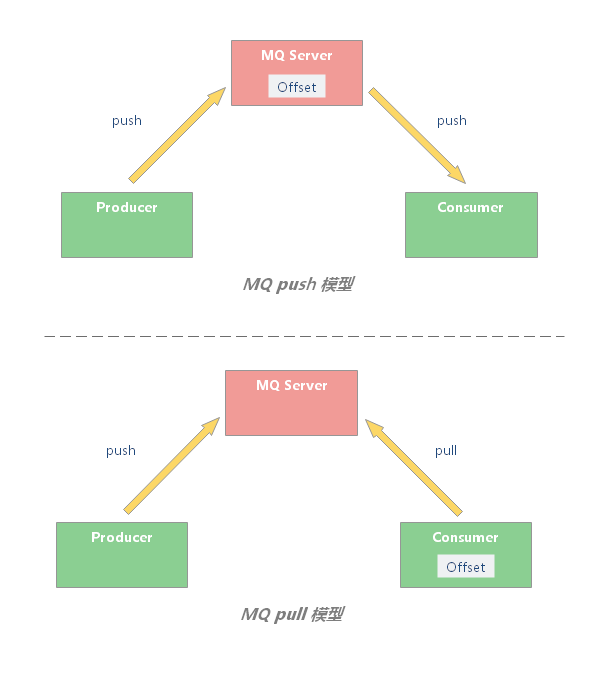 MQ Server
Offset
push
push
Producer
Consumer
MQ push 模型
MQ Server
push
pull
Producer
Consumer
Offset
MQ pull 模型